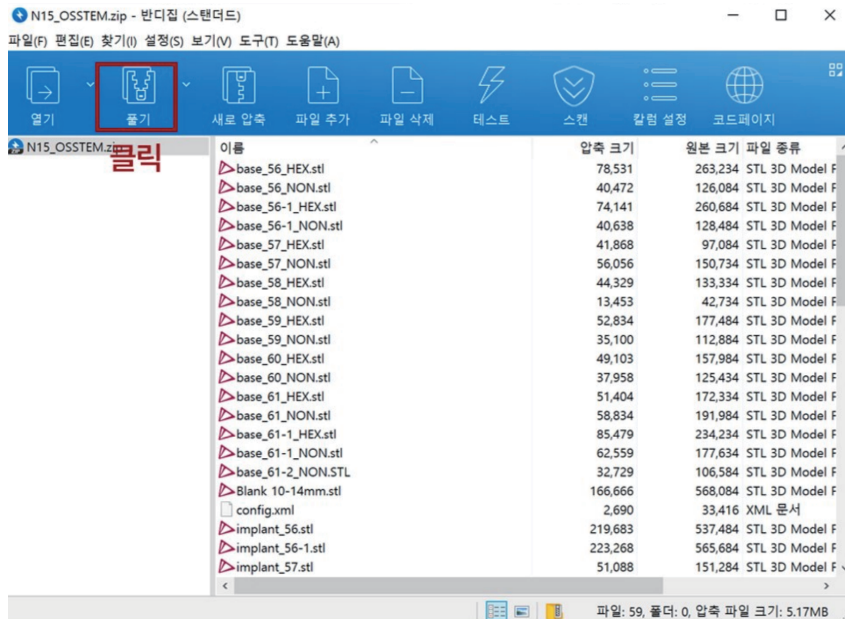 N15_OSSTEM.zip - 반디집 (스탠더드)
파일(F) 편집(E) 찾기(I) 설정(S) 보기(V) 도구(T) 도움말(A)
열기 풀기 새로 압축 파일 추가 파일 삭제 테스트 스캔 칼럼 설정 코드페이지
N15_OSSTEM.zip
클릭
이름 압축 크기 원본 크기 파일 종류
base_56_HEX.stl 78,531 263,234 STL 3D Model F
base_56_NON.stl 40,472 126,084 STL 3D Model F
base_56-1_HEX.stl 74,141 260,684 STL 3D Model F
base_56-1_NON.stl 40,638 128,484 STL 3D Model F
base_57_HEX.stl 41,868 97,084 STL 3D Model F
base_57_NON.stl 56,056 150,734 STL 3D Model F
base_58_HEX.stl 44,329 133,334 STL 3D Model F
base_58_NON.stl 13,453 42,734 STL 3D Model F
base_59_HEX.stl 52,834 177,484 STL 3D Model F
base_59_NON.stl 35,100 112,884 STL 3D Model F
base_60_HEX.stl 49,103 157,984 STL 3D Model F
base_60_NON.stl 37,958 125,434 STL 3D Model F
base_61_HEX.stl 51,404 172,334 STL 3D Model F
base_61_NON.stl 58,834 191,984 STL 3D Model F
base_61-1_HEX.stl 85,479 234,234 STL 3D Model F
base_61-1_NON.stl 62,559 177,634 STL 3D Model F
base_61-2_NON.STL 32,729 106,584 STL 3D Model F
Blank 10-14mm.stl 166,666 568,084 STL 3D Model F
config.xml 2,690 33,416 XML 문서
implant_56.stl 219,683 537,484 STL 3D Model F
implant_56-1.stl 223,268 565,684 STL 3D Model F
implant_57.stl 51,088 151,284 STL 3D Model F
파일: 59, 폴더: 0, 압축 파일 크기: 5.17MB